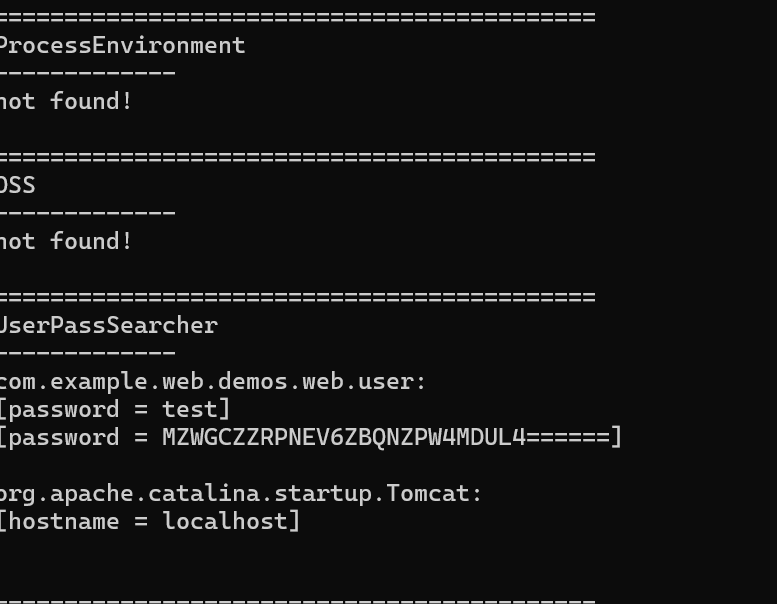 ===========================================
ProcessEnvironment
-------------
not found!
===========================================
OSS
-------------
not found!
===========================================
UserPassSearcher
-------------
com.example.web.demos.web.user:
[password = test]
[password = MZWGCZZRPNEV6ZBQNZPW4MDUL4======]
org.apache.catalina.startup.Tomcat:
[hostname = localhost]
===========================================